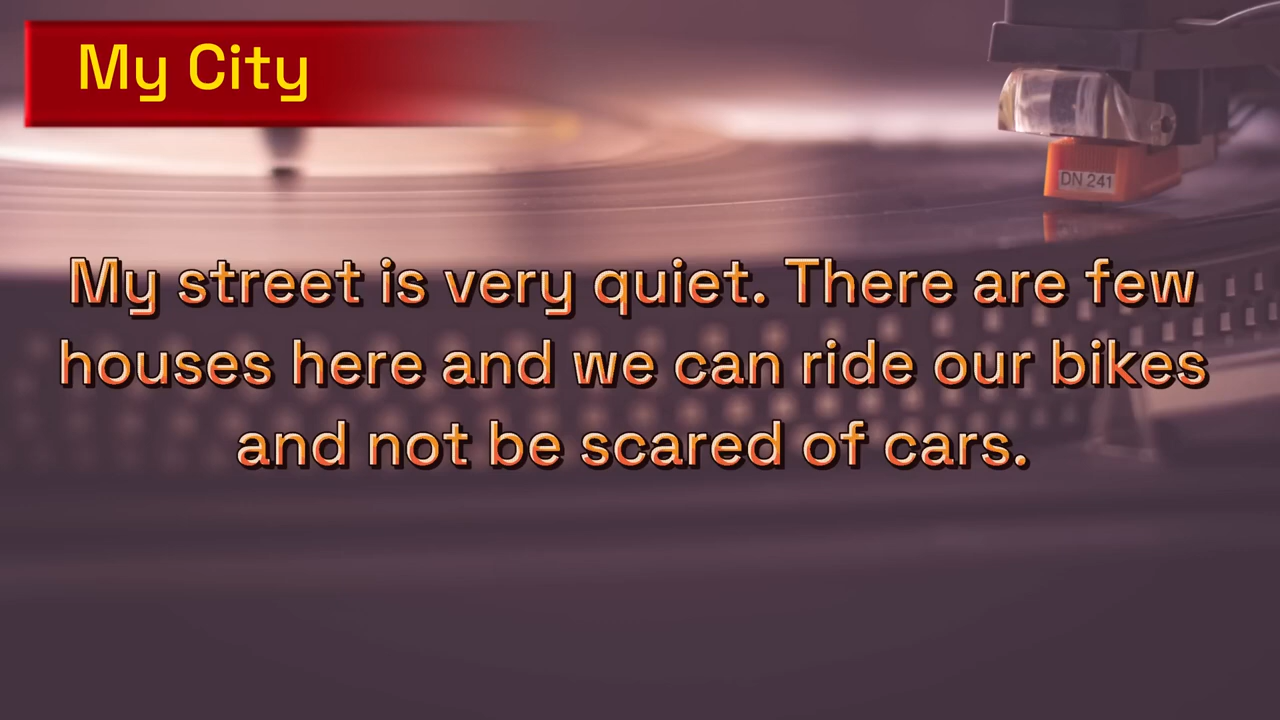 My City
DN 241
My street is very quiet. There are few
houses here and we can ride our bikes
and not be scared of cars.